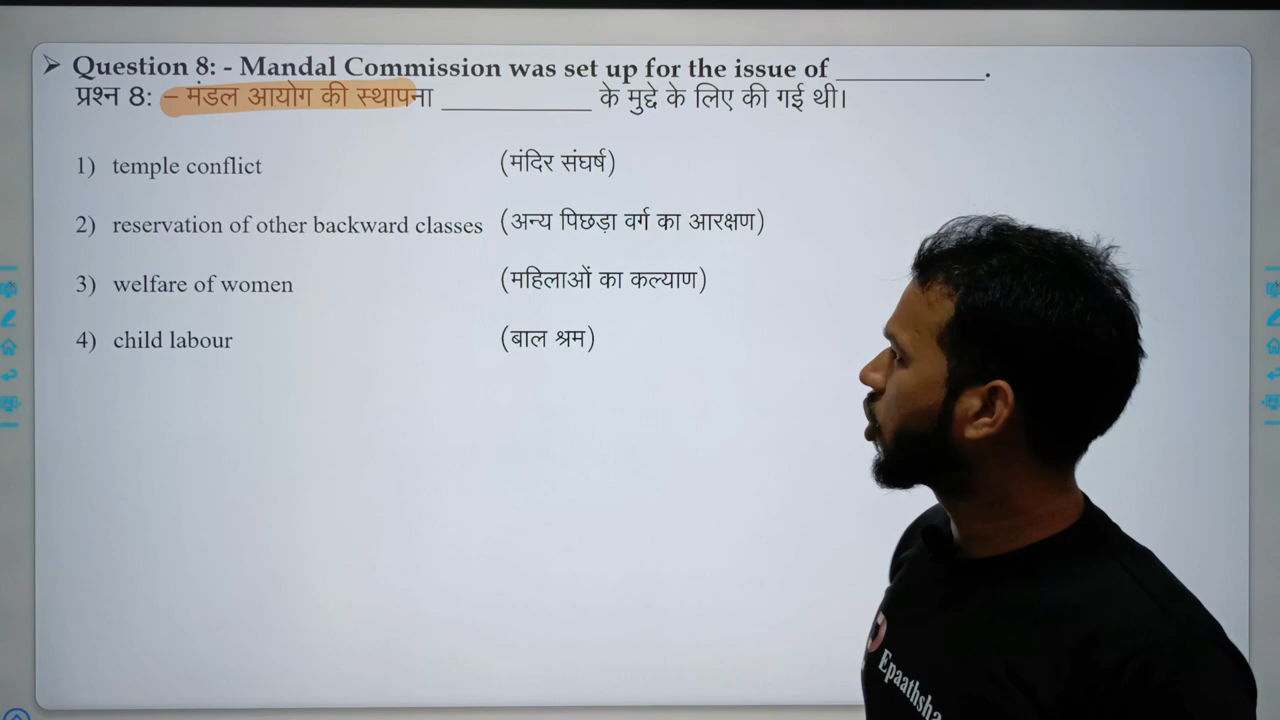 ➢ Question 8: - Mandal Commission was set up for the issue of ____________.
प्रश्न 8: – मंडल आयोग की स्थापना ____________ के मुद्दे के लिए की गई थी।
1) temple conflict (मंदिर संघर्ष)
2) reservation of other backward classes (अन्य पिछड़ा वर्ग का आरक्षण)
3) welfare of women (महिलाओं का कल्याण)
4) child labour (बाल श्रम)
Epaathsha